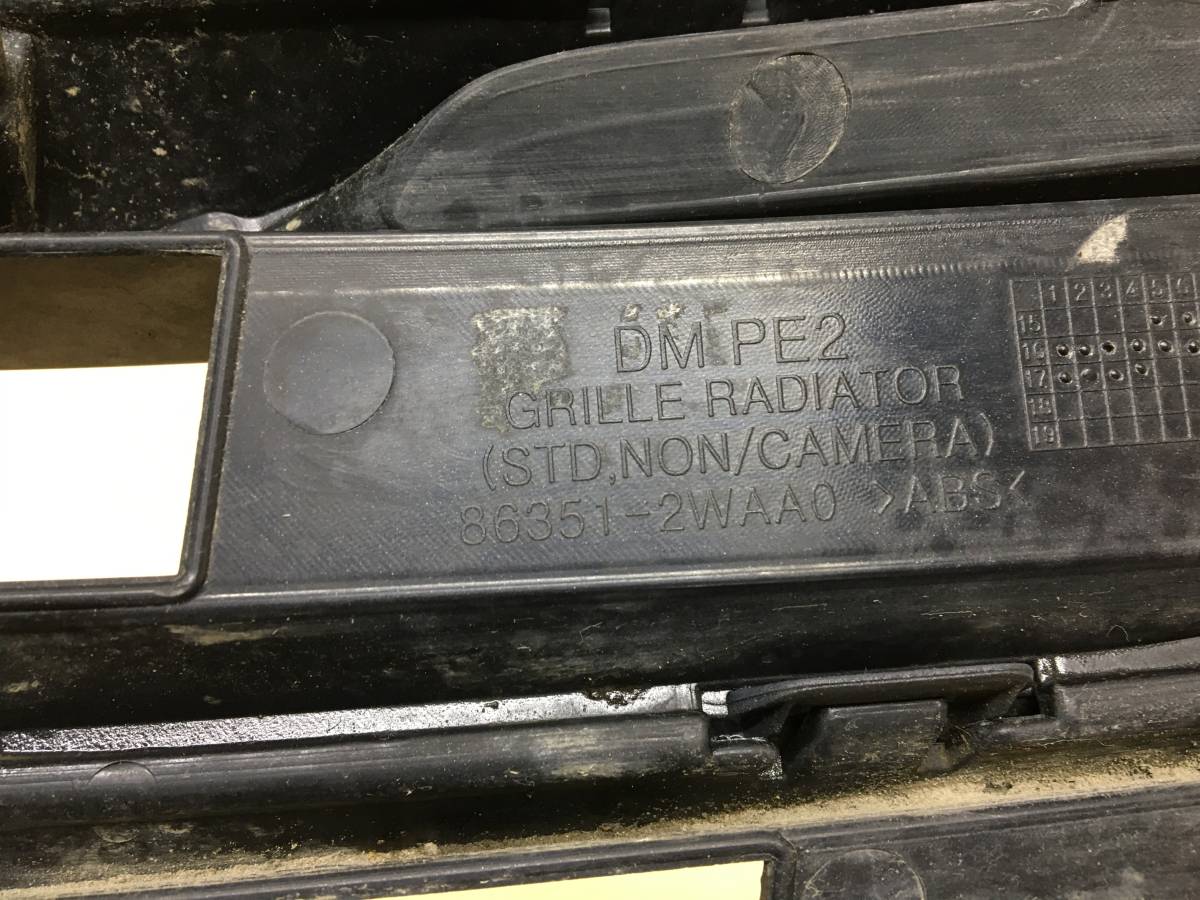 DM PE2
GRILLE RADIATOR
(STD,NON/CAMERA)
86351-2WAA0 >ABS<
1 2 3 4 5 6
15
16
17
18
19